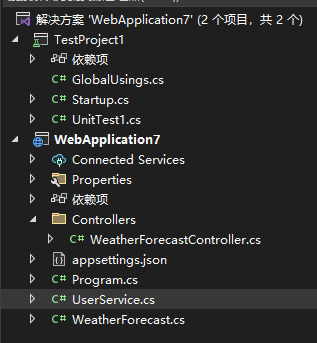 解决方案 'WebApplication7' (2 个项目，共 2 个)
TestProject1
依赖项
C# GlobalUsings.cs
C# Startup.cs
C# UnitTest1.cs
WebApplication7
Connected Services
Properties
依赖项
Controllers
C# WeatherForecastController.cs
appsettings.json
C# Program.cs
C# UserService.cs
C# WeatherForecast.cs